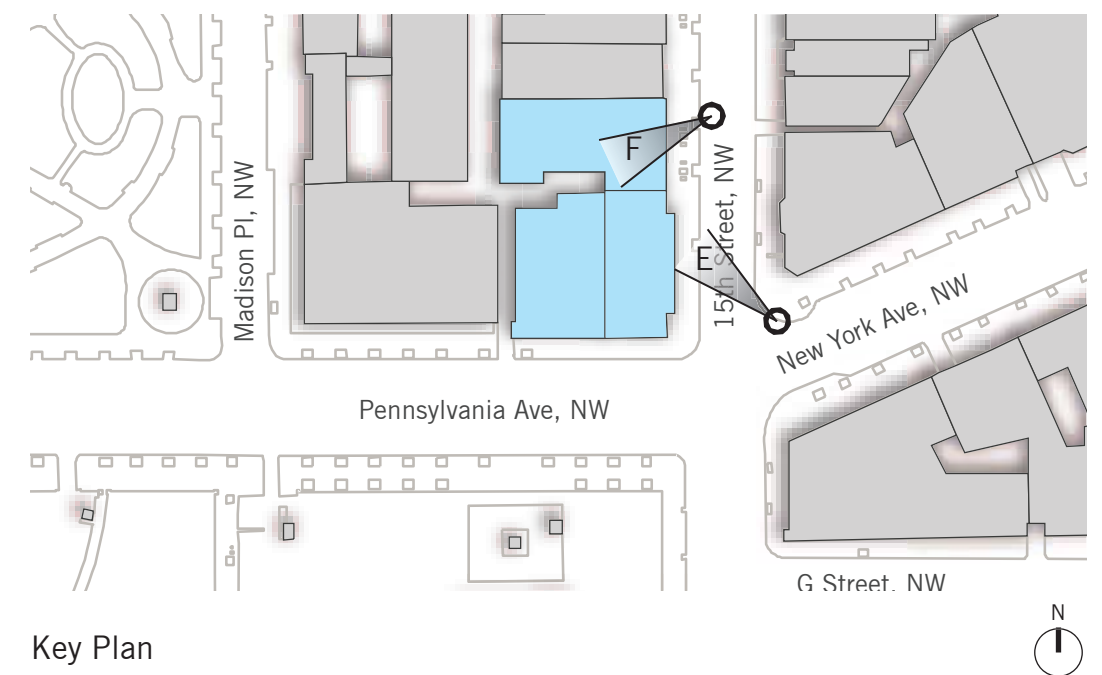 F
Madison Pl, NW
15th Street, NW
E
New York Ave, NW
Pennsylvania Ave, NW
G Street, NW
N
Key Plan